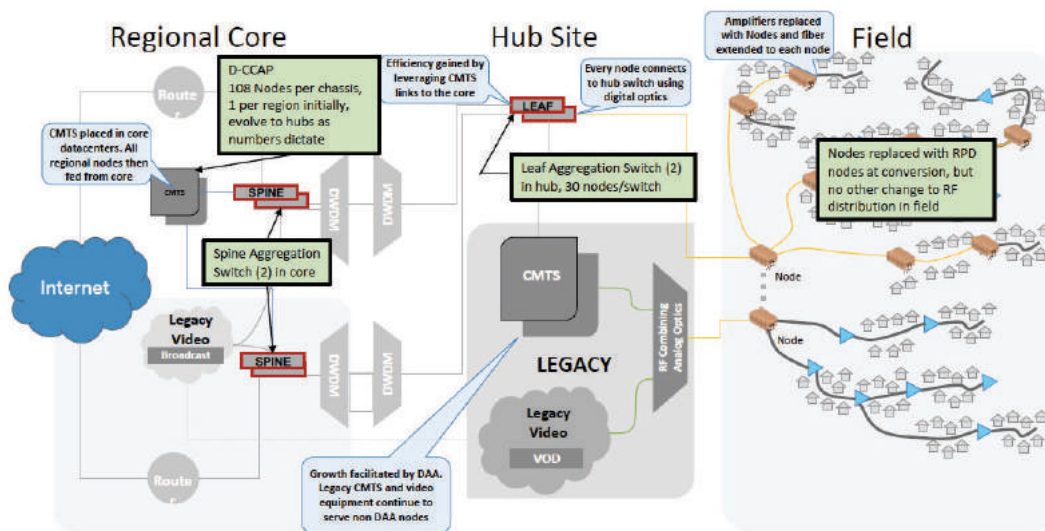 Regional Core
Hub Site
Field
Route
D-CCAP
108 Nodes per chassis,
1 per region initially,
evolve to hubs as
numbers dictate
CMTS placed in core
datacenters. All
regional nodes then
fed from core
CMTS
SPINE
DWDM
DWDM
Spine Aggregation
Switch (2) in core
Internet
Legacy
Video
Broadcast
SPINE
DWDM
DWDM
Route
Efficiency gained by
leveraging CMTS
links to the core
LEAF
Every node connects
to hub switch using
digital optics
Leaf Aggregation Switch (2)
in hub, 30 nodes/switch
CMTS
LEGACY
RF Combining
Analog Optics
Legacy
Video
VOD
Growth facilitated by DAA.
Legacy CMTS and video
equipment continue to
serve non DAA nodes
Amplifiers replaced
with Nodes and fiber
extended to each node
Nodes replaced with RPD
nodes at conversion, but
no other change to RF
distribution in field
Node
Node